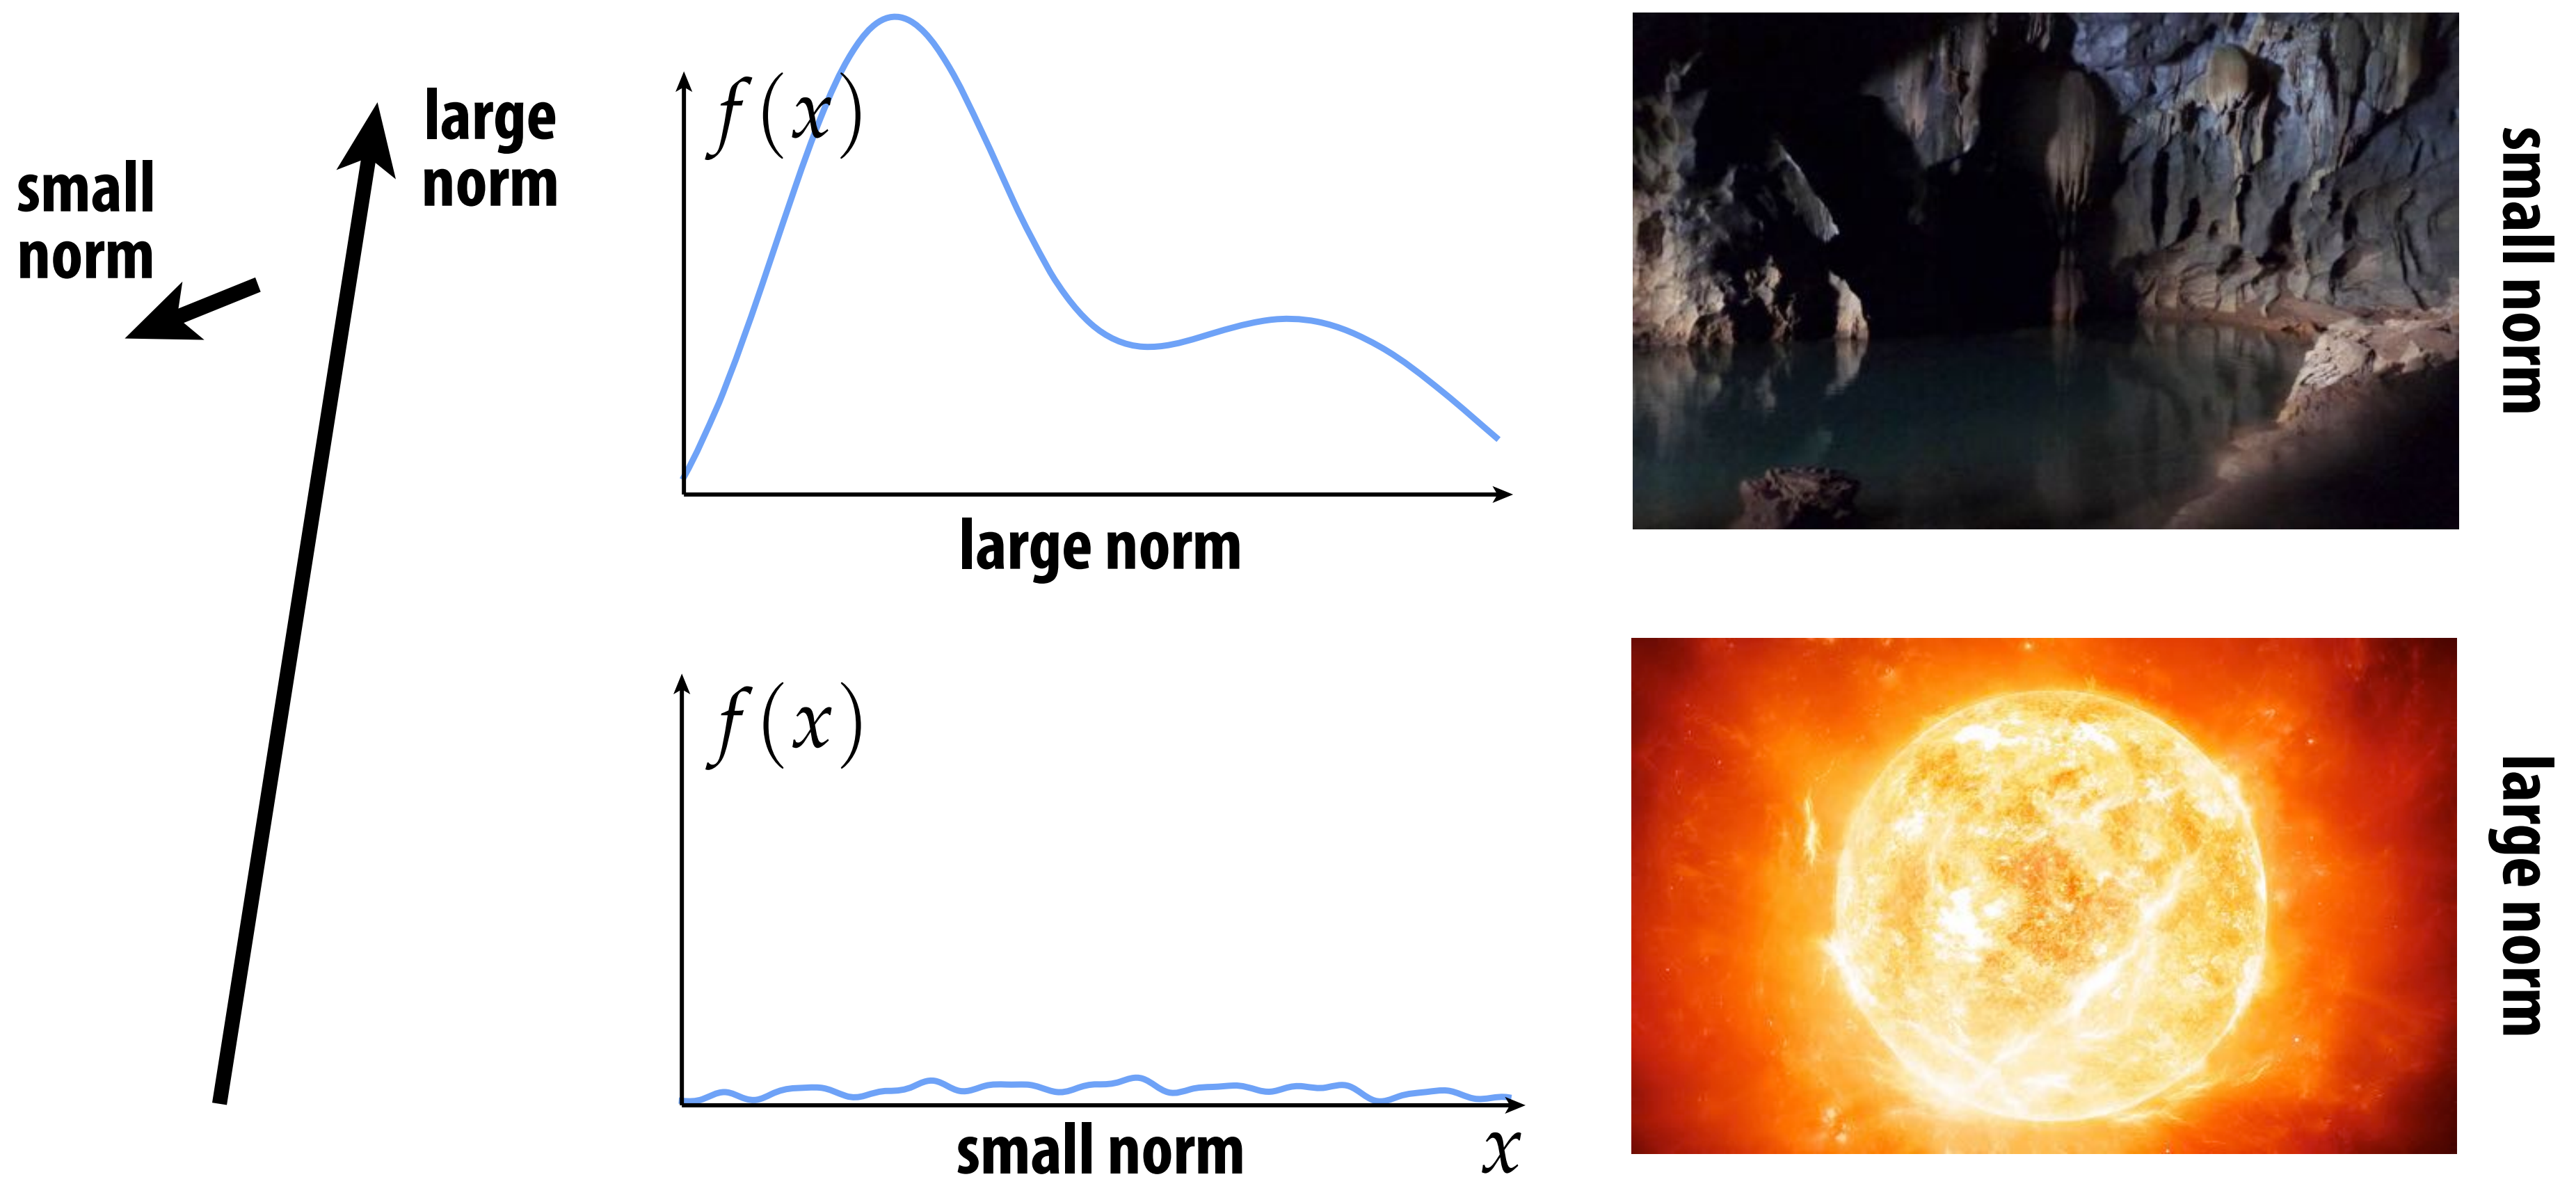 small
norm
large
norm
f(x)
large norm
f(x)
small norm
x
small norm
large norm